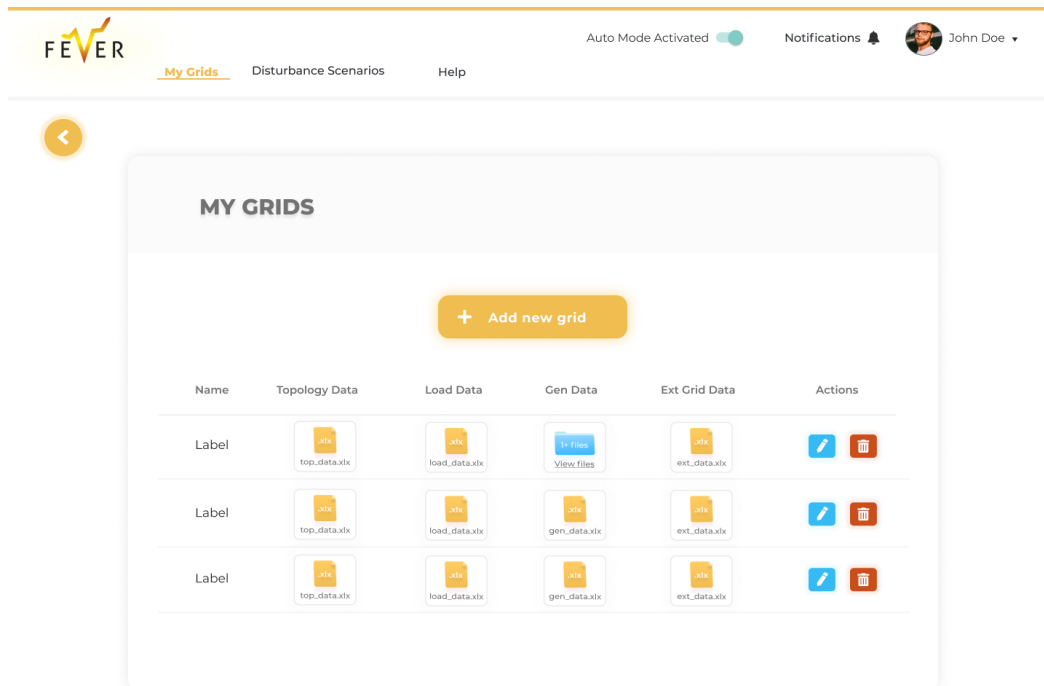 FEVER
Auto Mode Activated
Notifications
John Doe
My Grids
Disturbance Scenarios
Help
MY GRIDS
+ Add new grid
Name Topology Data Load Data Gen Data Ext Grid Data Actions
.xlx .xlx 1+ files .xlx
Label
top_data.xlx load_data.xlx View files ext_data.xlx
.xlx .xlx .xlx .xlx
Label
top_data.xlx load_data.xlx gen_data.xlx ext_data.xlx
.xlx .xlx .xlx .xlx
Label
top_data.xlx load_data.xlx gen_data.xlx ext_data.xlx